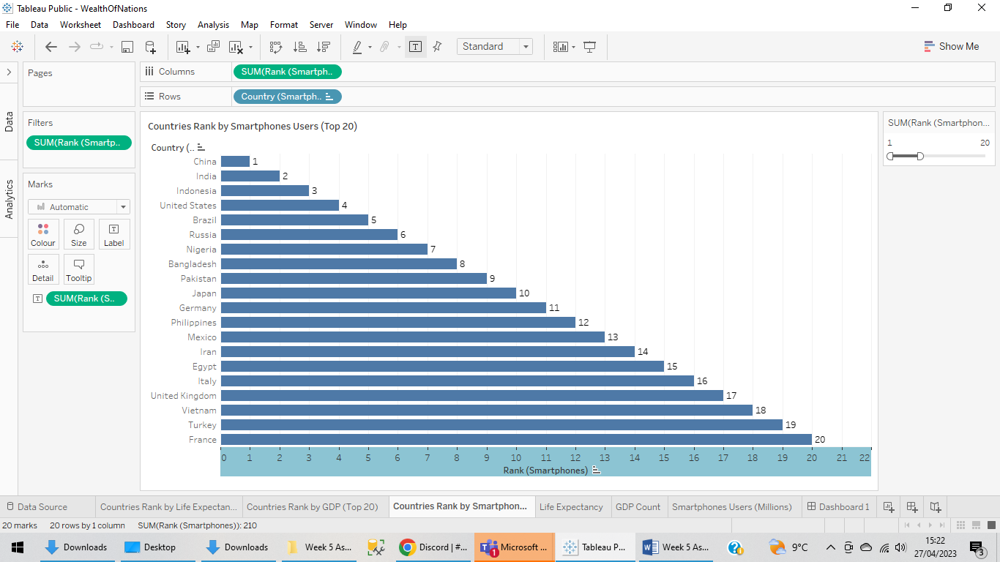 Tableau Public - WealthOfNations
File Data Worksheet Dashboard Story Analysis Map Format Server Window Help
Standard
Show Me
Pages
Columns
SUM(Rank (Smartph..
Rows
Country (Smartph..
Data
Analytics
Filters
SUM(Rank (Smartp..
Marks
Automatic
Colour Size Label
Detail Tooltip
SUM(Rank (S..
Countries Rank by Smartphones Users (Top 20)
Country (..
China 1
India 2
Indonesia 3
United States 4
Brazil 5
Russia 6
Nigeria 7
Bangladesh 8
Pakistan 9
Japan 10
Germany 11
Philippines 12
Mexico 13
Iran 14
Egypt 15
Italy 16
United Kingdom 17
Vietnam 18
Turkey 19
France 20
0 1 2 3 4 5 6 7 8 9 10 11 12 13 14 15 16 17 18 19 20 21 22
Rank (Smartphones)
SUM(Rank (Smartphon...
1 20
Data Source Countries Rank by Life Expectan... Countries Rank by GDP (Top 20) Countries Rank by Smartphon... Life Expectancy GDP Count Smartphones Users (Millions) Dashboard 1
20 marks 20 rows by 1 column SUM(Rank (Smartphones)): 210
Downloads Desktop Downloads Week 5 As... Discord | #... 1 Microsoft ... Tableau P... Week 5 As... 9°C 15:22
27/04/2023
3